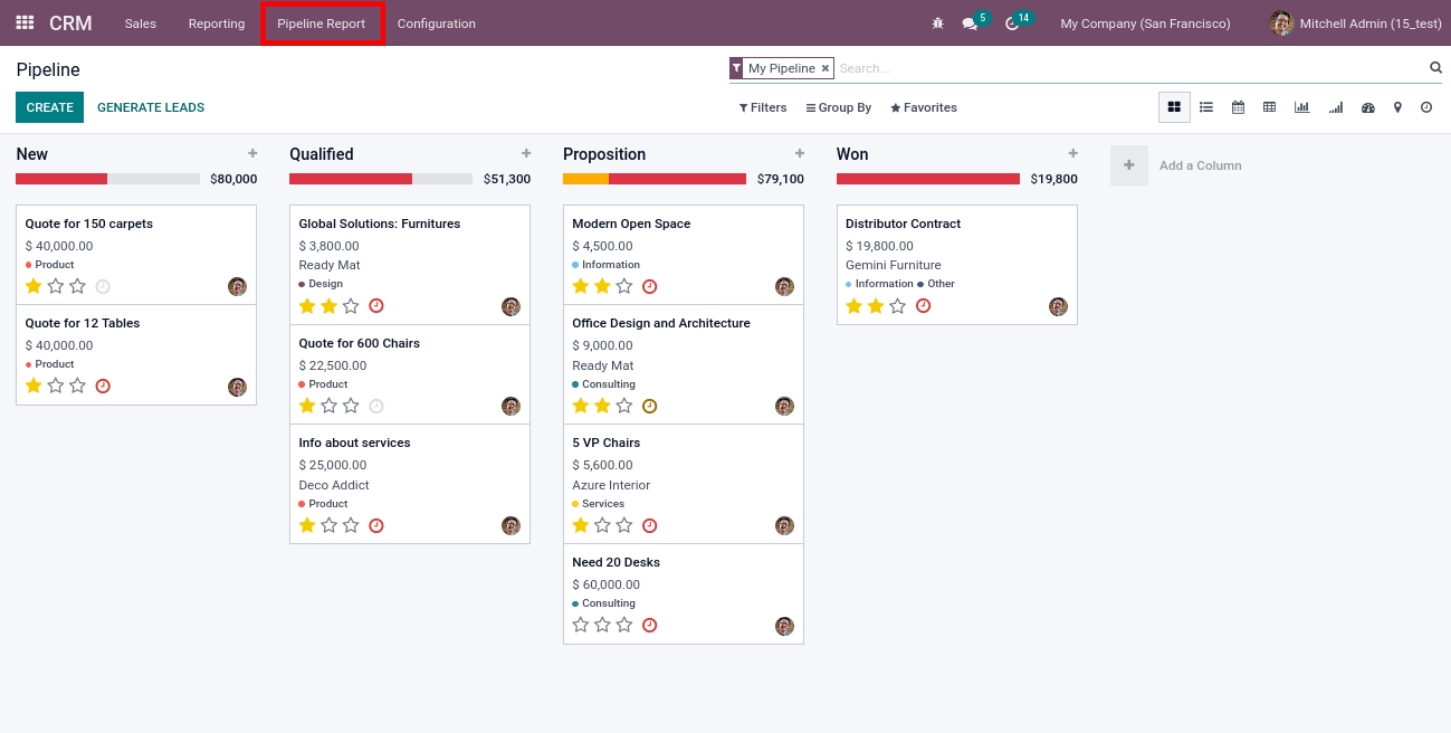 CRM Sales Reporting Pipeline Report Configuration 5 14 My Company (San Francisco) Mitchell Admin (15_test)
Pipeline
My Pipeline × Search...
CREATE GENERATE LEADS
Filters Group By Favorites
New +
$80,000
Quote for 150 carpets
$ 40,000.00
Product
Quote for 12 Tables
$ 40,000.00
Product
Qualified +
$51,300
Global Solutions: Furnitures
$ 3,800.00
Ready Mat
Design
Quote for 600 Chairs
$ 22,500.00
Product
Info about services
$ 25,000.00
Deco Addict
Product
Proposition +
$79,100
Modern Open Space
$ 4,500.00
Information
Office Design and Architecture
$ 9,000.00
Ready Mat
Consulting
5 VP Chairs
$ 5,600.00
Azure Interior
Services
Need 20 Desks
$ 60,000.00
Consulting
Won +
$19,800
Distributor Contract
$ 19,800.00
Gemini Furniture
Information Other
+ Add a Column